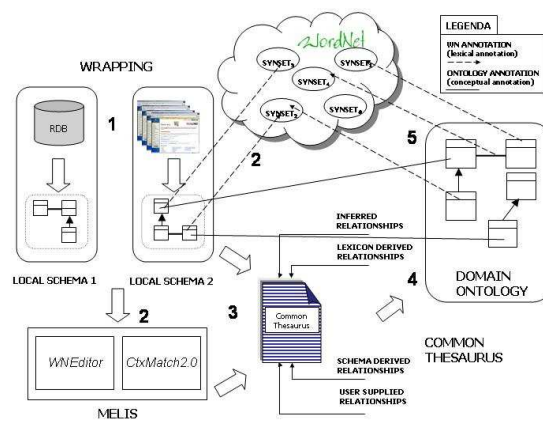 WordNet
LEGENDA
WN ANNOTATION
(lexical annotation)
ONTOLOGY ANNOTATION
(conceptual annotation)
WRAPPING
SYNSET
SYNSET
SYNSET
SYNSET
SYNSET
1
RDB
2
5
LOCAL SCHEMA 1
LOCAL SCHEMA 2
INFERRED
RELATIONSHIPS
LEXICON DERIVED
RELATIONSHIPS
4
DOMAIN
ONTOLOGY
2
3
Common
Thesaurus
COMMON
THESAURUS
WNEditor
CtxMatch2.0
MELIS
SCHEMA DERIVED
RELATIONSHIPS
USER SUPPLIED
RELATIONSHIPS